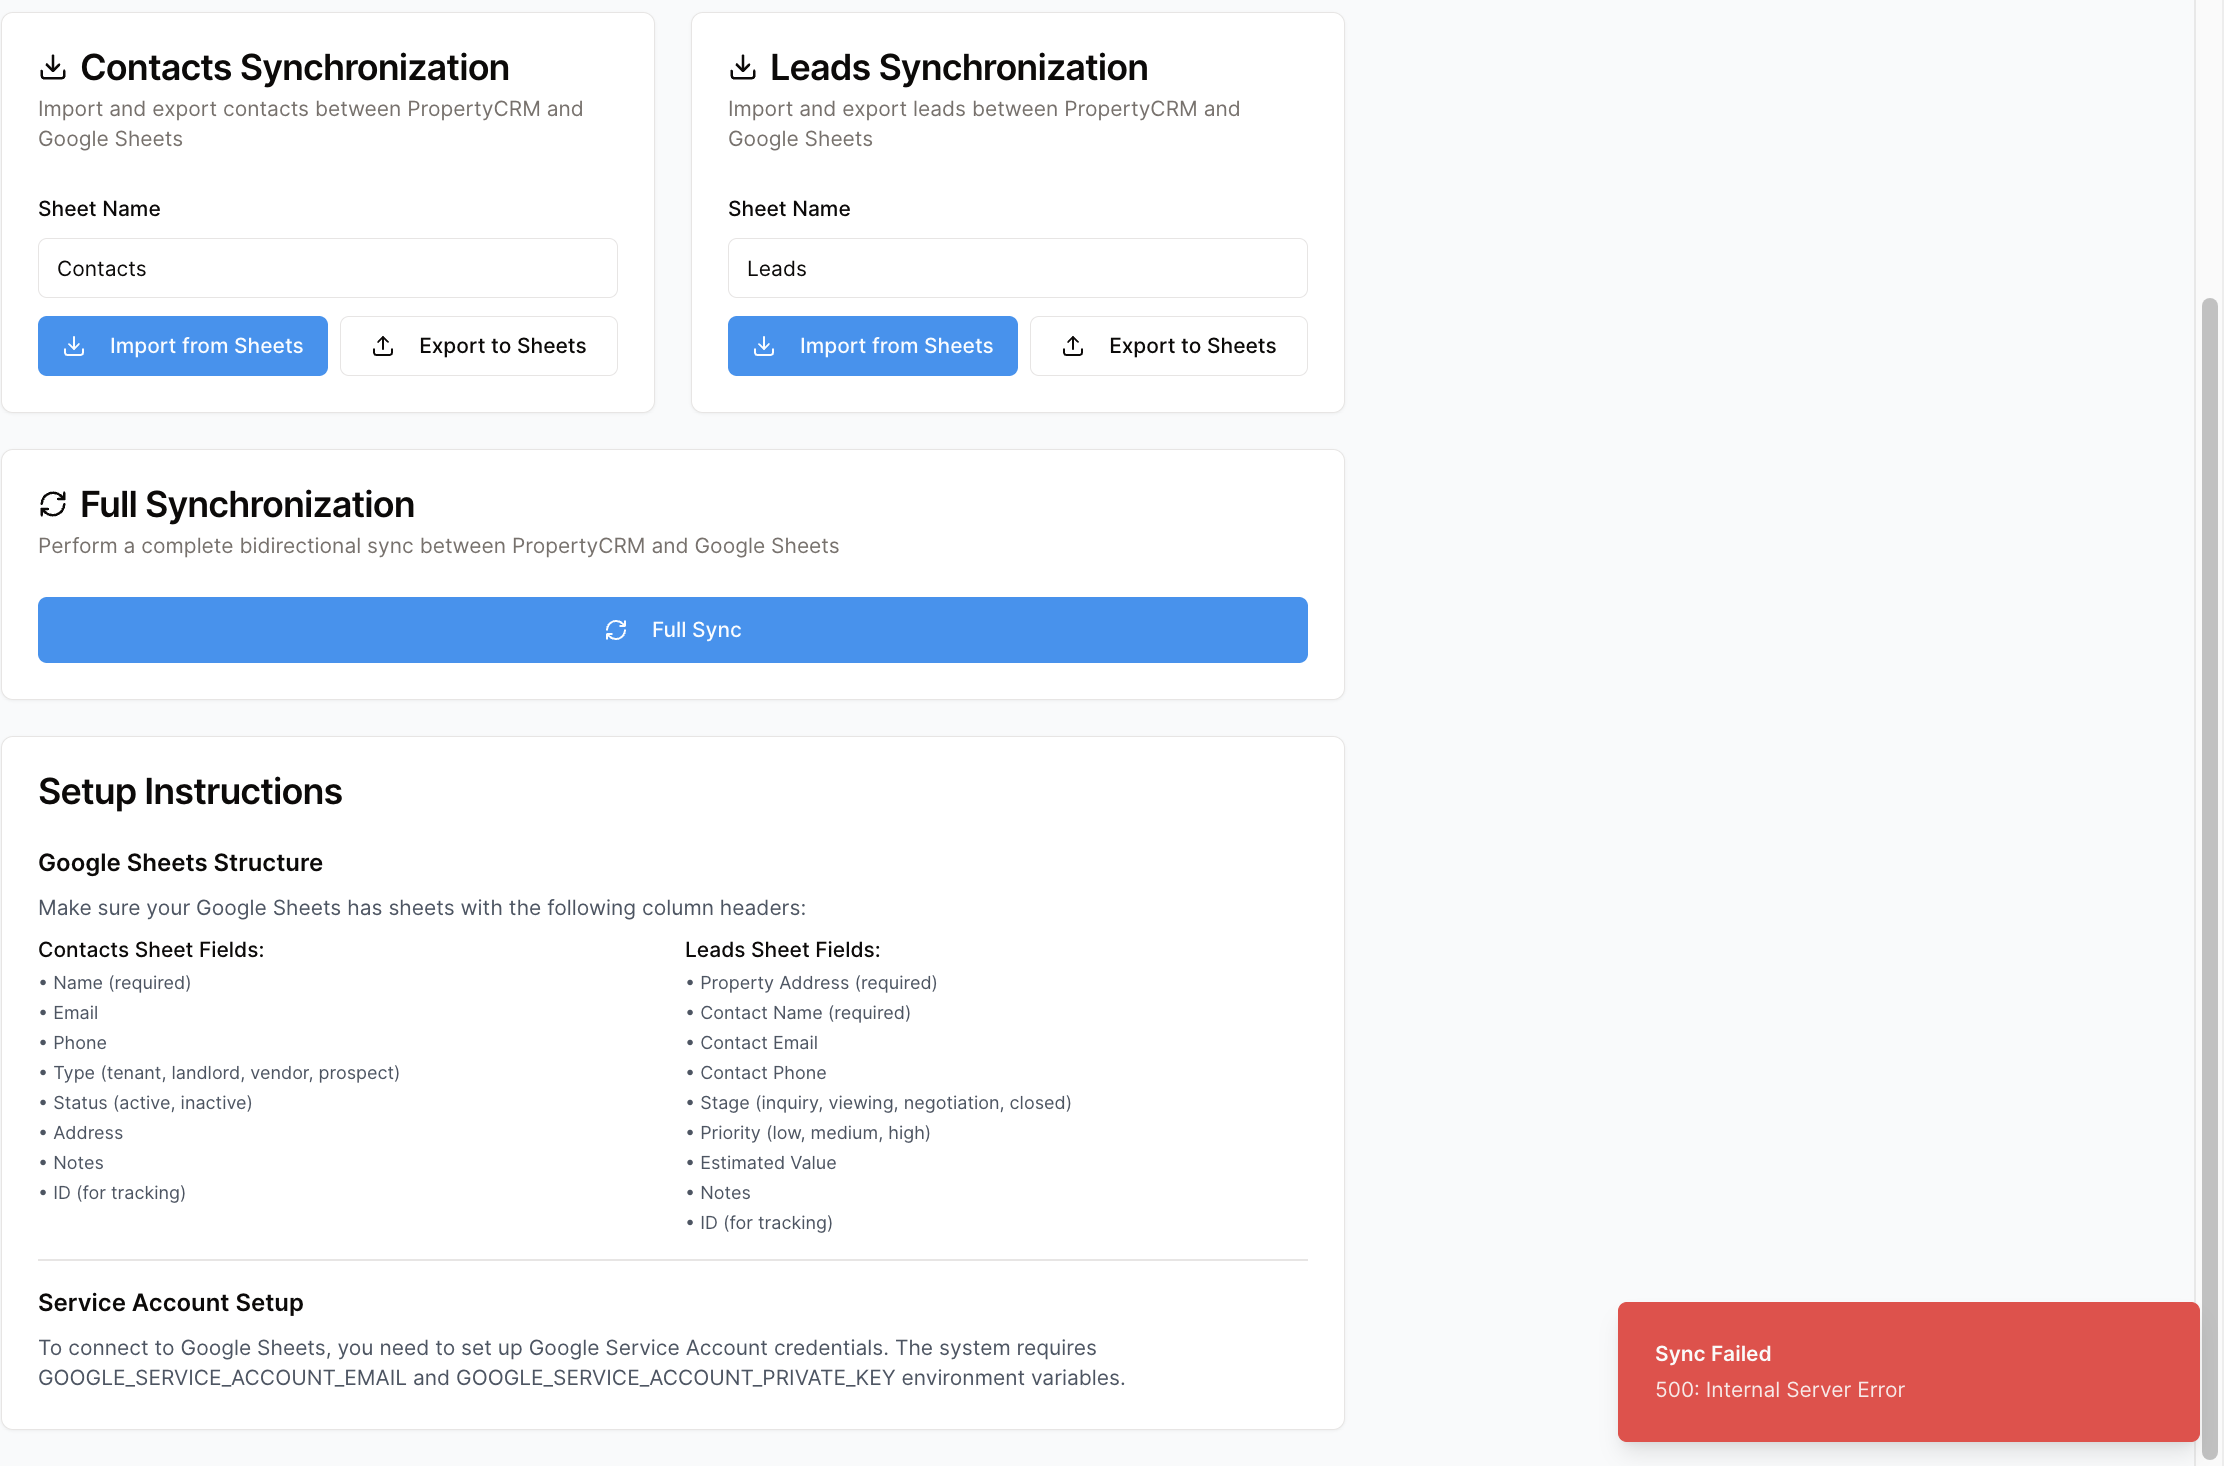 Contacts Synchronization
Import and export contacts between PropertyCRM and
Google Sheets
Sheet Name
Contacts
Import from Sheets
Export to Sheets
Leads Synchronization
Import and export leads between PropertyCRM and
Google Sheets
Sheet Name
Leads
Import from Sheets
Export to Sheets
Full Synchronization
Perform a complete bidirectional sync between PropertyCRM and Google Sheets
Full Sync
Setup Instructions
Google Sheets Structure
Make sure your Google Sheets has sheets with the following column headers:
Contacts Sheet Fields:
• Name (required)
• Email
• Phone
• Type (tenant, landlord, vendor, prospect)
• Status (active, inactive)
• Address
• Notes
• ID (for tracking)
Leads Sheet Fields:
• Property Address (required)
• Contact Name (required)
• Contact Email
• Contact Phone
• Stage (inquiry, viewing, negotiation, closed)
• Priority (low, medium, high)
• Estimated Value
• Notes
• ID (for tracking)
Service Account Setup
To connect to Google Sheets, you need to set up Google Service Account credentials. The system requires
GOOGLE_SERVICE_ACCOUNT_EMAIL and GOOGLE_SERVICE_ACCOUNT_PRIVATE_KEY environment variables.
Sync Failed
500: Internal Server Error